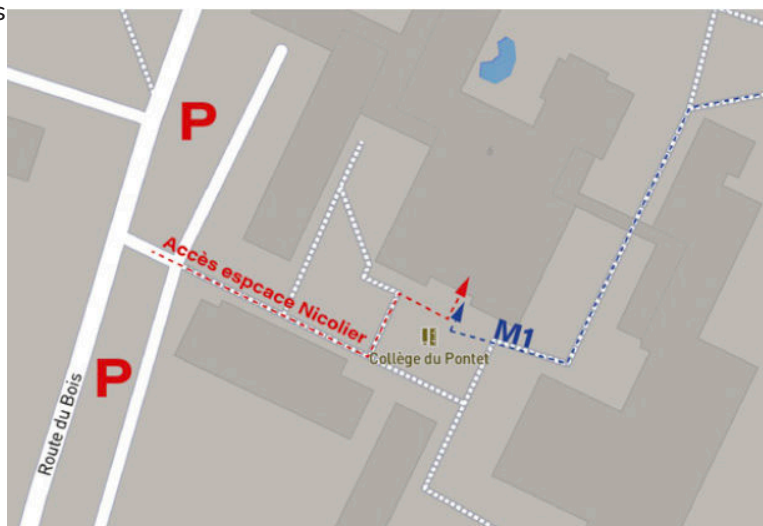 s
P
Accès espcace Nicolier
M1
Collège du Pontet
P
Route du Bois